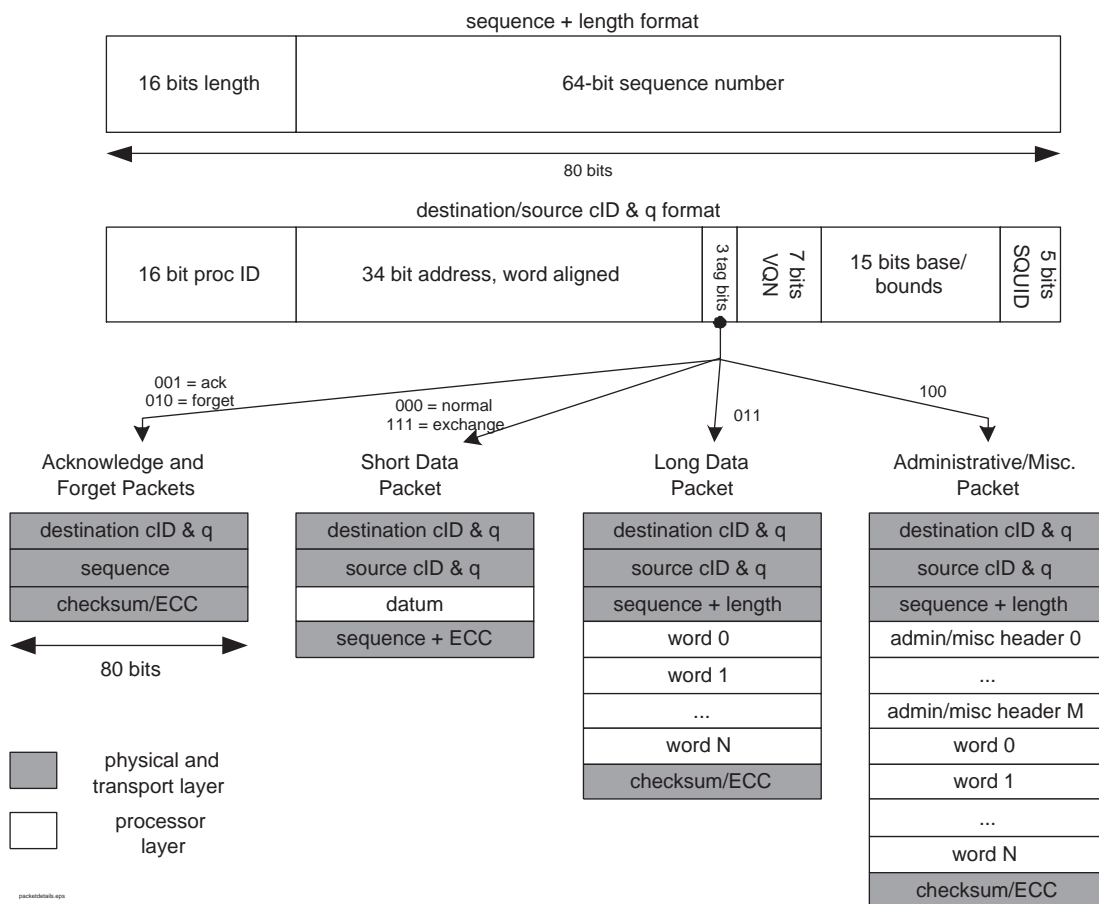 sequence + length format
16 bits length
64-bit sequence number
80 bits
destination/source cID & q format
16 bit proc ID
34 bit address, word aligned
3 tag bits
7 bits
VQN
15 bits base/
bounds
5 bits
SQUID
001 = ack
010 = forget
000 = normal
111 = exchange
011
100
Acknowledge and
Forget Packets
destination cID & q
sequence
checksum/ECC
80 bits
Short Data
Packet
destination cID & q
source cID & q
datum
sequence + ECC
Long Data
Packet
destination cID & q
source cID & q
sequence + length
word 0
word 1
...
word N
checksum/ECC
Administrative/Misc.
Packet
destination cID & q
source cID & q
sequence + length
admin/misc header 0
...
admin/misc header M
word 0
word 1
...
word N
checksum/ECC
physical and
transport layer
processor
layer
packetdetails.eps